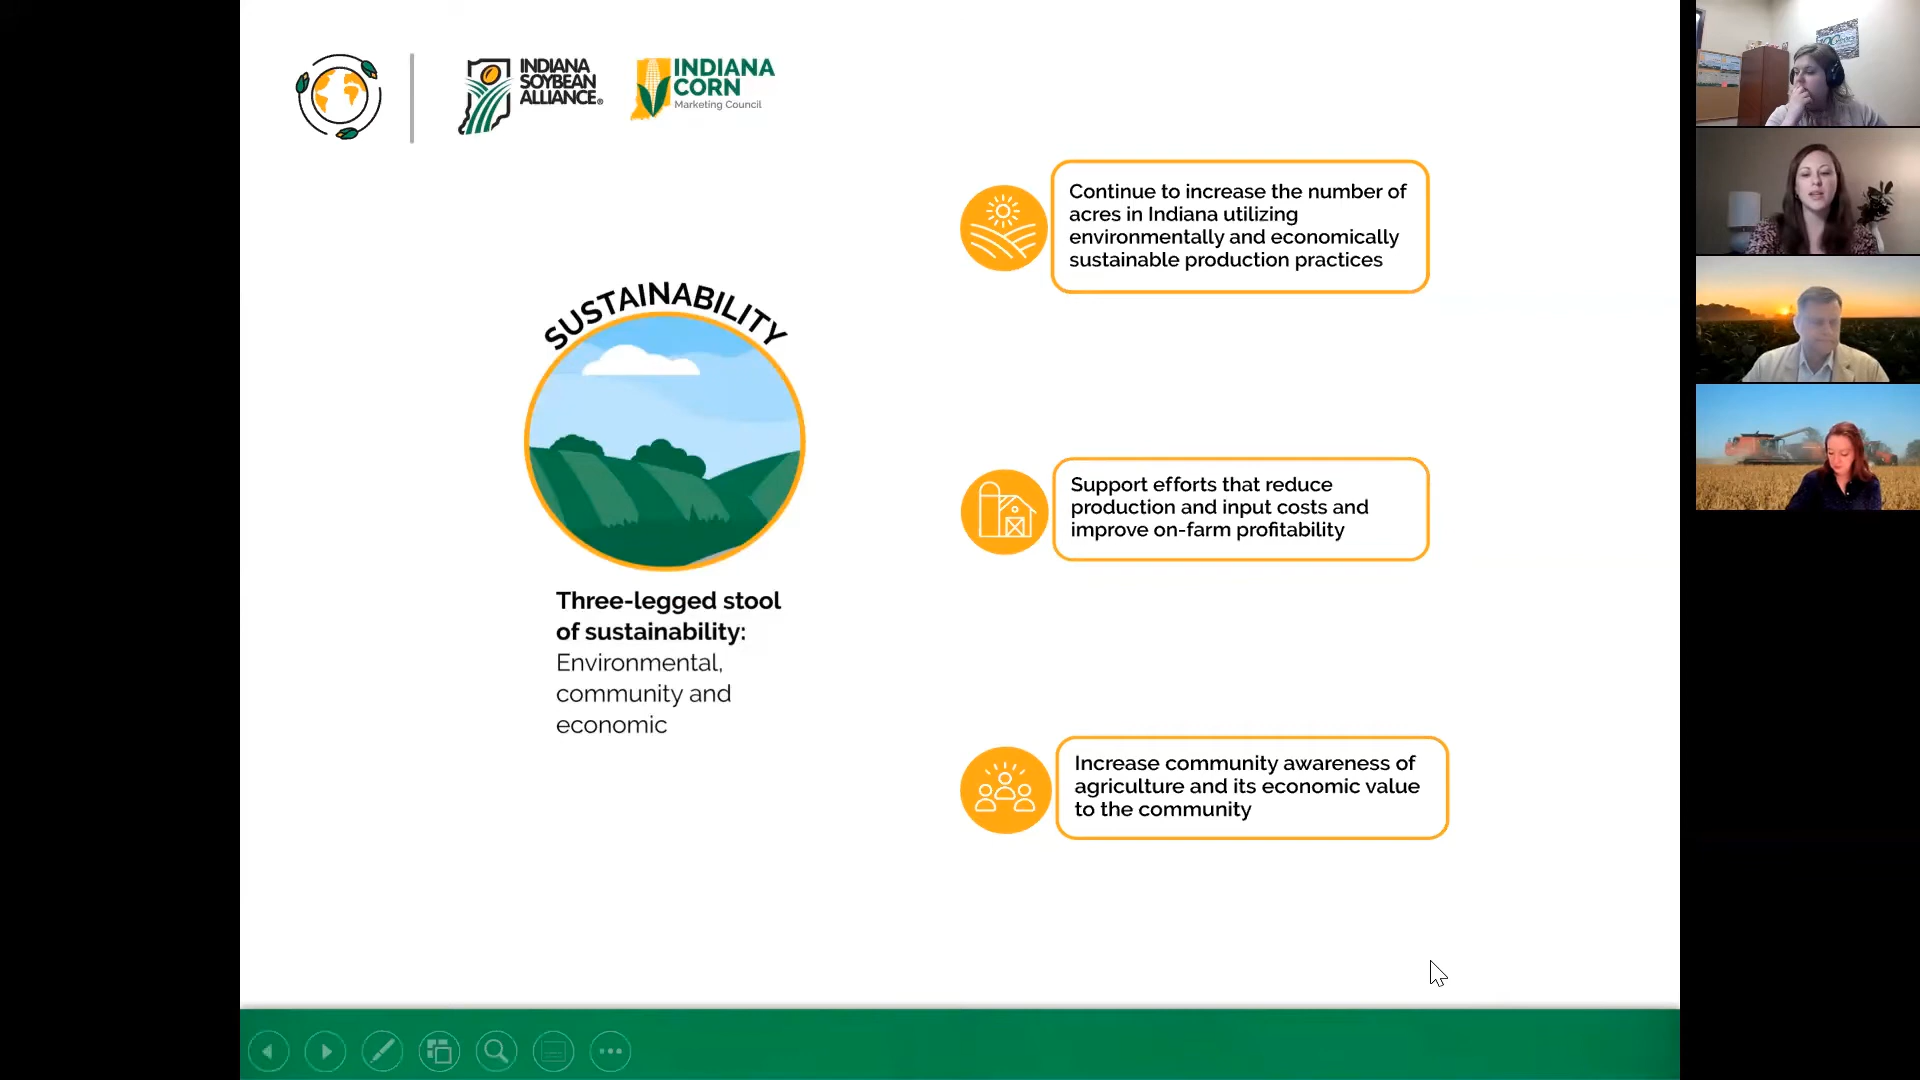 INDIANA
SOYBEAN
ALLIANCE®
INDIANA
CORN
Marketing Council
SUSTAINABILITY
Three-legged stool
of sustainability:
Environmental,
community and
economic
Continue to increase the number of
acres in Indiana utilizing
environmentally and economically
sustainable production practices
Support efforts that reduce
production and input costs and
improve on-farm profitability
Increase community awareness of
agriculture and its economic value
to the community